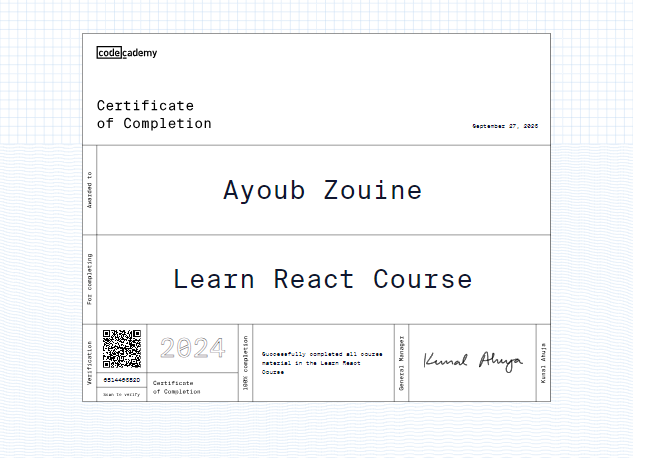 codecademy
Certificate
of Completion
September 27, 2025
Awarded to
Ayoub Zouine
For completing
Learn React Course
Verification
Scan to verify
2024
Certificate
of Completion
100% completion
Successfully completed all course
material in the Learn React
Course
General Manager
Kunal Ahuja
Kunal Ahuja